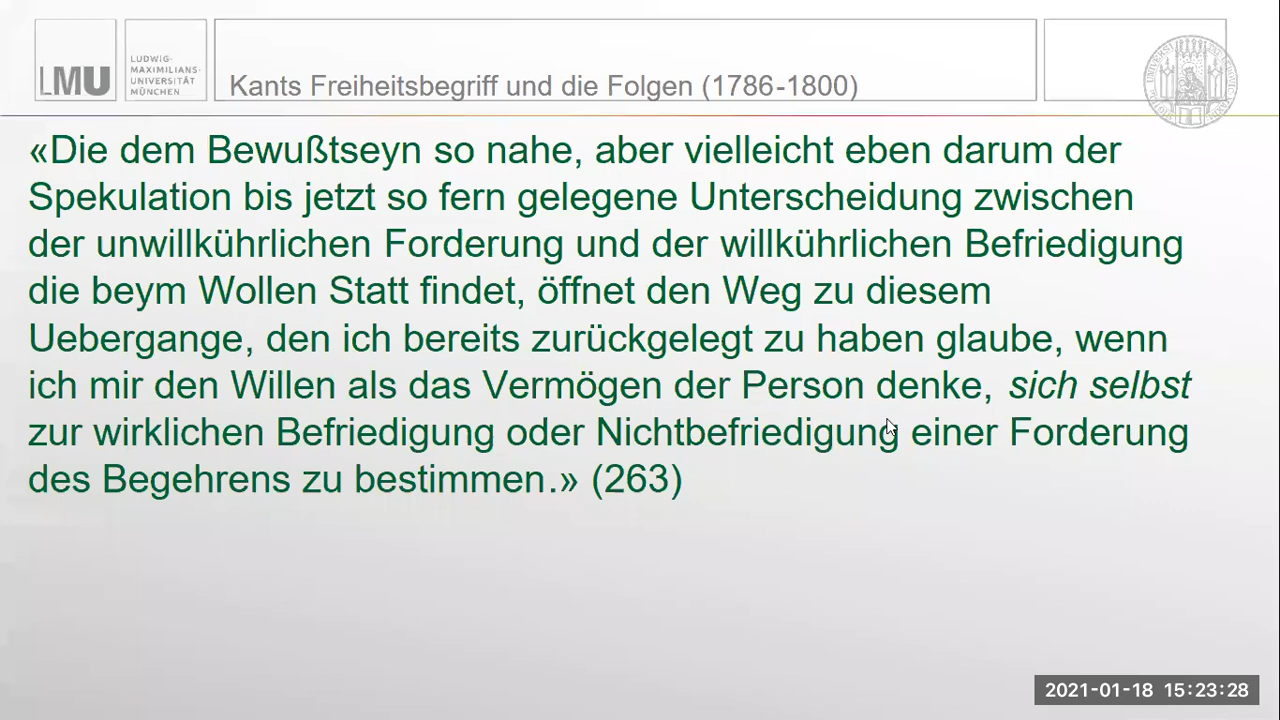 LMU
LUDWIG-
MAXIMILIANS-
UNIVERSITÄT
MÜNCHEN
Kants Freiheitsbegriff und die Folgen (1786-1800)
«Die dem Bewußtseyn so nahe, aber vielleicht eben darum der
Spekulation bis jetzt so fern gelegene Unterscheidung zwischen
der unwillkührlichen Forderung und der willkührlichen Befriedigung
die beym Wollen Statt findet, öffnet den Weg zu diesem
Uebergange, den ich bereits zurückgelegt zu haben glaube, wenn
ich mir den Willen als das Vermögen der Person denke, sich selbst
zur wirklichen Befriedigung oder Nichtbefriedigung einer Forderung
des Begehrens zu bestimmen.» (263)
2021-01-18 15:23:28